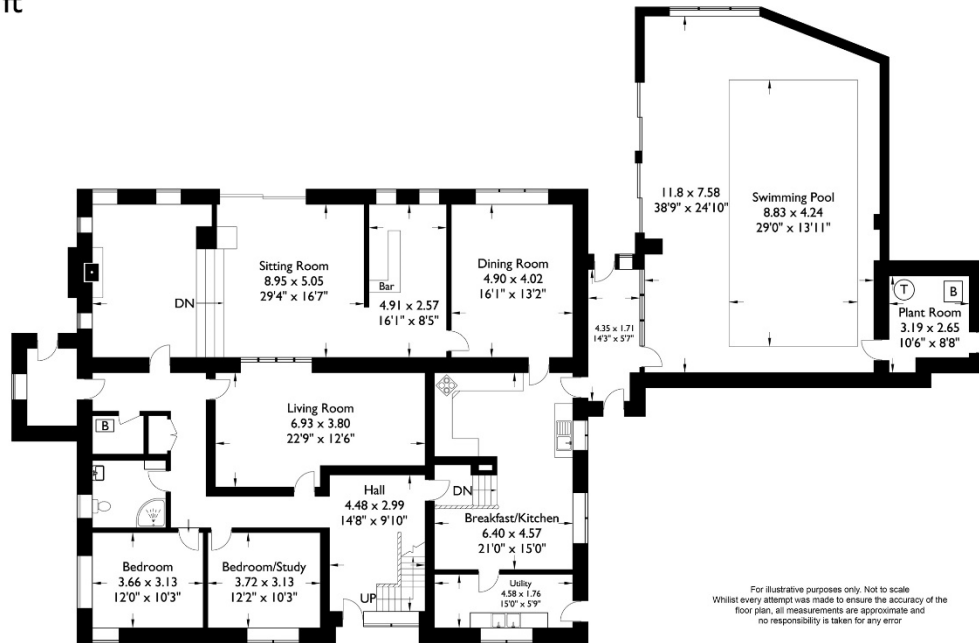 ft
11.8 x 7.58
38'9" x 24'10"
Swimming Pool
8.83 x 4.24
29'0" x 13'11"
Sitting Room
8.95 x 5.05
29'4" x 16'7"
DN
Bar
4.91 x 2.57
16'1" x 8'5"
Dining Room
4.90 x 4.02
16'1" x 13'2"
4.35 x 1.71
14'3" x 5'7"
T
B
Plant Room
3.19 x 2.65
10'6" x 8'8"
Living Room
6.93 x 3.80
22'9" x 12'6"
B
Hall
4.48 x 2.99
14'8" x 9'10"
DN
Breakfast/Kitchen
6.40 x 4.57
21'0" x 15'0"
Bedroom
3.66 x 3.13
12'0" x 10'3"
Bedroom/Study
3.72 x 3.13
12'2" x 10'3"
UP
Utility
4.58 x 1.76
15'0" x 5'9"
For illustrative purposes only. Not to scale
Whilst every attempt was made to ensure the accuracy of the
floor plan, all measurements are approximate and
no responsibility is taken for any error